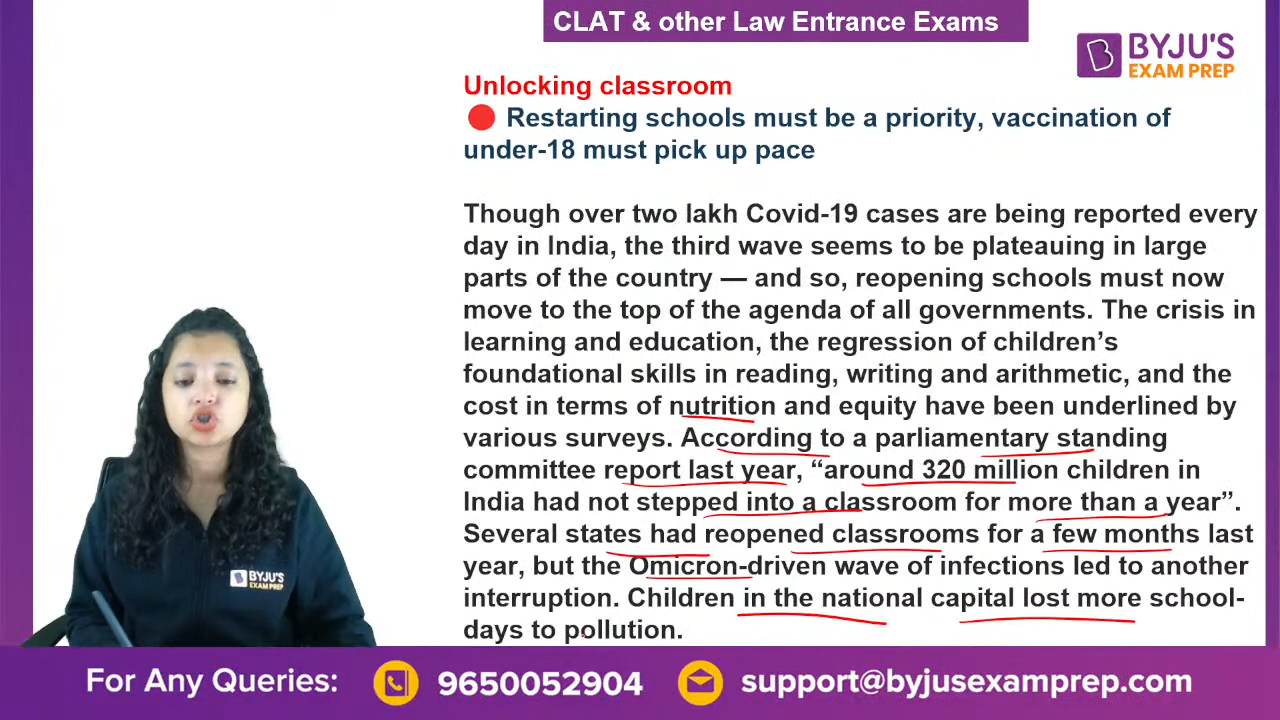 CLAT & other Law Entrance Exams
BYJU'S
EXAM PREP
Unlocking classroom
Restarting schools must be a priority, vaccination of
under-18 must pick up pace
Though over two lakh Covid-19 cases are being reported every
day in India, the third wave seems to be plateauing in large
parts of the country — and so, reopening schools must now
move to the top of the agenda of all governments. The crisis in
learning and education, the regression of children’s
foundational skills in reading, writing and arithmetic, and the
cost in terms of nutrition and equity have been underlined by
various surveys. According to a parliamentary standing
committee report last year, “around 320 million children in
India had not stepped into a classroom for more than a year”.
Several states had reopened classrooms for a few months last
year, but the Omicron-driven wave of infections led to another
interruption. Children in the national capital lost more school-
days to pollution.
BYJU'S
EXAM PREP
For Any Queries:
9650052904
support@byjusexamprep.com